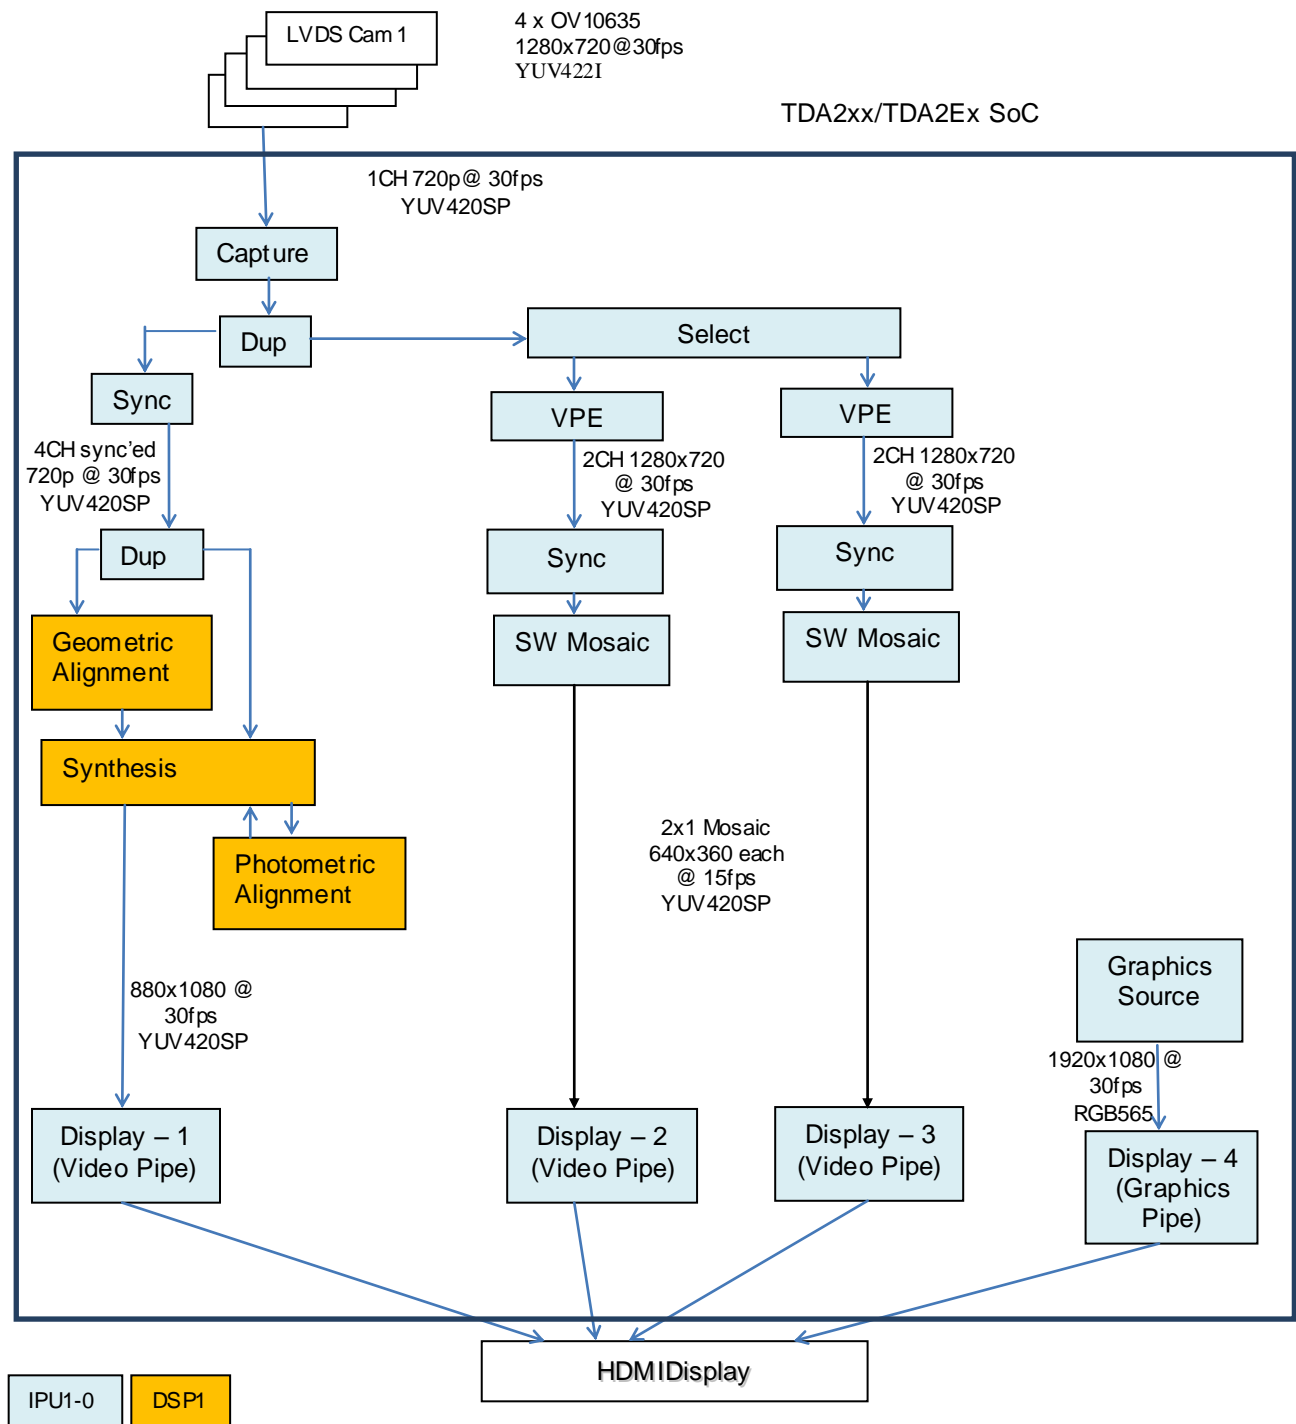 LVDS Cam 1
4 x OV10635
1280x720@30fps
YUV422I
TDA2xx/TDA2Ex SoC
1CH 720p@ 30fps
YUV420SP
Capture
Dup
Select
Sync
VPE
VPE
4CH sync'ed
720p @ 30fps
YUV420SP
2CH 1280x720
@ 30fps
YUV420SP
2CH 1280x720
@ 30fps
YUV420SP
Dup
Sync
Sync
Geometric
Alignment
SW Mosaic
SW Mosaic
Synthesis
Photometric
Alignment
2x1 Mosaic
640x360 each
@ 15fps
YUV420SP
880x1080 @
30fps
YUV420SP
Graphics
Source
1920x1080 @
30fps
RGB565
Display – 1
(Video Pipe)
Display – 2
(Video Pipe)
Display – 3
(Video Pipe)
Display – 4
(Graphics
Pipe)
HDMIDisplay
IPU1-0
DSP1